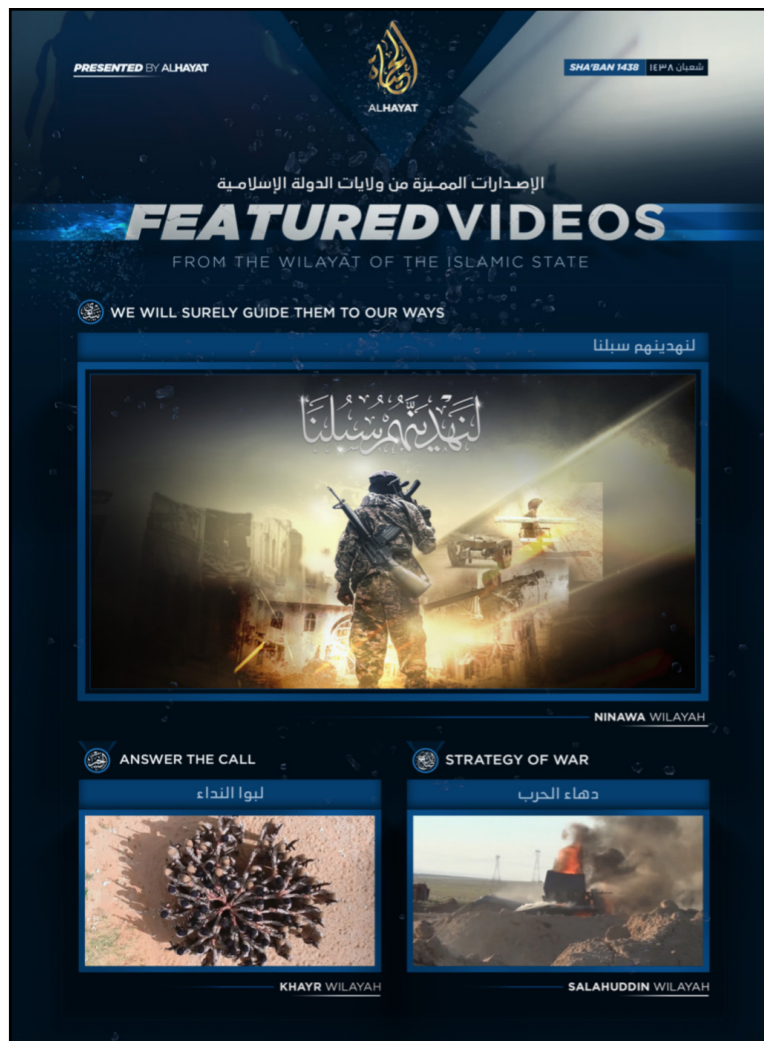 PRESENTED BY ALHAYAT
الحياة
ALHAYAT
SHA'BAN 1438 شعبان ١٤٣٨
الإصدارات المميزة من ولايات الدولة الإسلامية
FEATURED VIDEOS
FROM THE WILAYAT OF THE ISLAMIC STATE
WE WILL SURELY GUIDE THEM TO OUR WAYS
لنهدينهم سبلنا
لَنَهْدِيَنَّهُمْ سُبُلَنَا
NINAWA WILAYAH
ANSWER THE CALL
لبوا النداء
KHAYR WILAYAH
STRATEGY OF WAR
دهاء الحرب
SALAHUDDIN WILAYAH